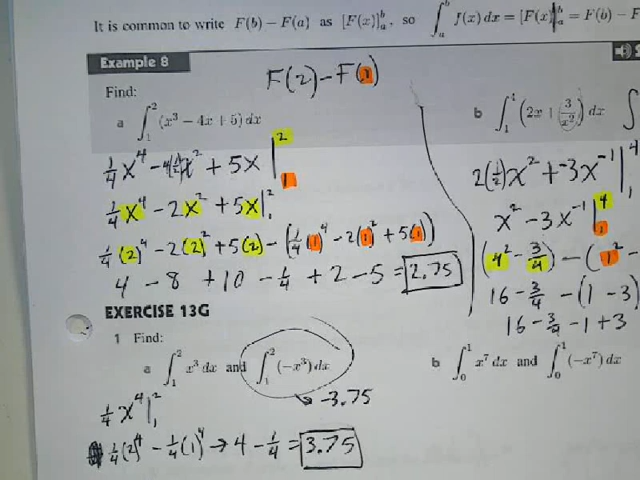 It is common to write F(b) – F(a) as [F(x)]ₐᵇ, so ∫ₐᵇ f(x) dx = [F(x)]ₐᵇ = F(b) – F
Example 8
F(2) – F(1)
Find:
a ∫₁² (x³ – 4x + 5) dx
b ∫₁⁴ (2x + 3/x²) dx ∫
¼x⁴ – 4(½)x² + 5x |₁²
2(½)x² + -3x⁻¹ |₁⁴
¼x⁴ – 2x² + 5x |₁²
x² – 3x⁻¹ |₁⁴
¼(2)⁴ – 2(2)² + 5(2) – (¼(1)⁴ – 2(1)² + 5(1))
(4² – 3/4) – (1² –
4 – 8 + 10 – ¼ + 2 – 5 = 2.75
16 – 3/4 – (1 – 3)
16 – 3/4 – 1 + 3
EXERCISE 13G
1 Find:
a ∫₁² x³ dx and ∫₁² (–x³) dx
b ∫₀¹ x⁷ dx and ∫₀¹ (–x⁷) dx
→ -3.75
¼x⁴ |₁²
¼(2)⁴ – ¼(1)⁴ → 4 – ¼ = 3.75